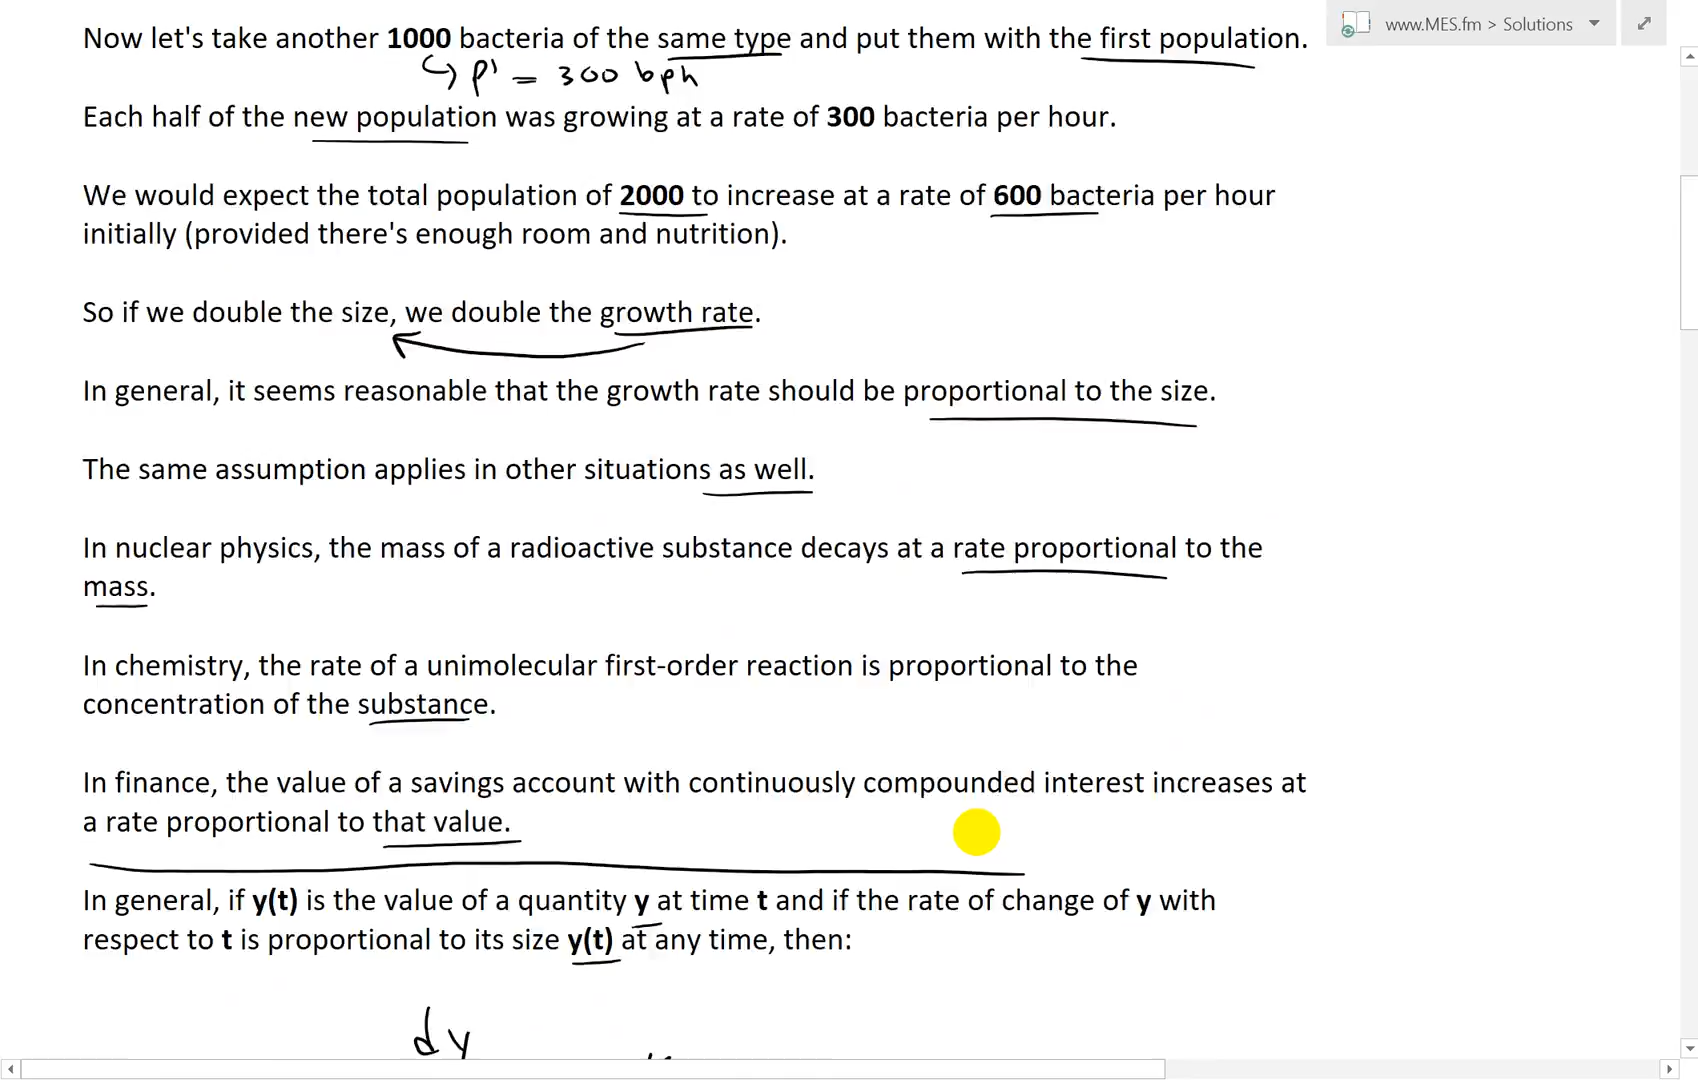 www.MES.fm > Solutions
Now let's take another 1000 bacteria of the same type and put them with the first population.
P' = 300 bph
Each half of the new population was growing at a rate of 300 bacteria per hour.
We would expect the total population of 2000 to increase at a rate of 600 bacteria per hour
initially (provided there's enough room and nutrition).
So if we double the size, we double the growth rate.
In general, it seems reasonable that the growth rate should be proportional to the size.
The same assumption applies in other situations as well.
In nuclear physics, the mass of a radioactive substance decays at a rate proportional to the
mass.
In chemistry, the rate of a unimolecular first-order reaction is proportional to the
concentration of the substance.
In finance, the value of a savings account with continuously compounded interest increases at
a rate proportional to that value.
In general, if y(t) is the value of a quantity y at time t and if the rate of change of y with
respect to t is proportional to its size y(t) at any time, then:
dy